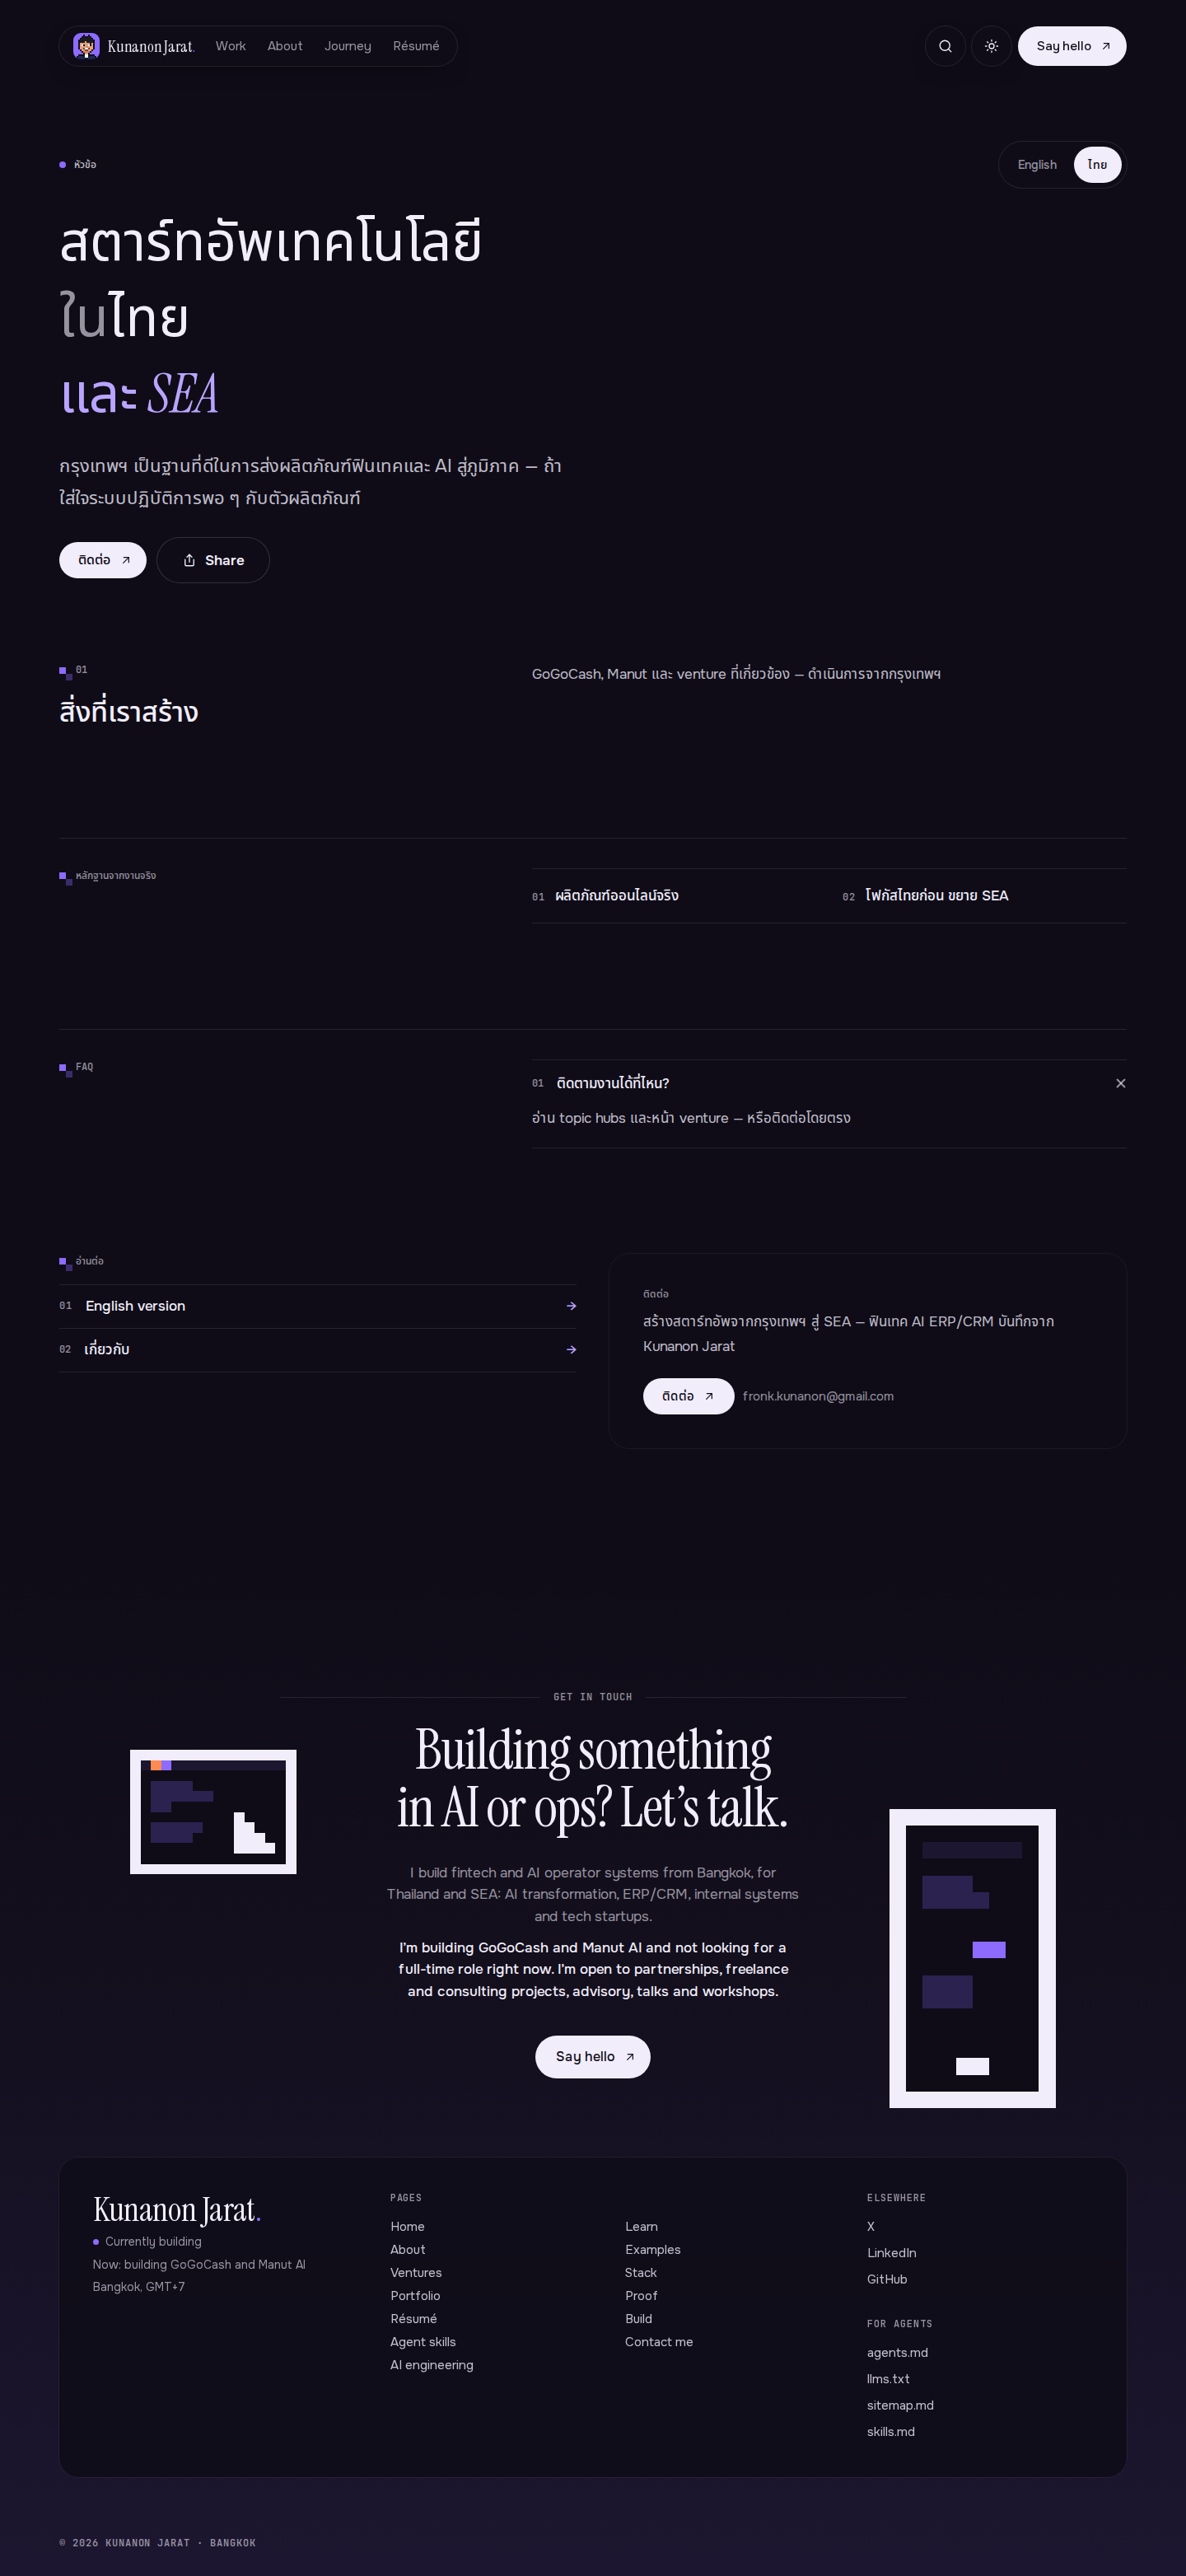 Kunanon Jarat.
Work
About
Journey
Résumé
Say hello
หัวข้อ
English
ไทย
สตาร์ทอัพเทคโนโลยี
ในไทย
และ SEA
กรุงเทพฯ เป็นฐานที่ดีในการส่งผลิตภัณฑ์ฟินเทคและ AI สู่ภูมิภาค — ถ้า
ใส่ใจระบบปฏิบัติการพอ ๆ กับตัวผลิตภัณฑ์
ติดต่อ
Share
01
สิ่งที่เราสร้าง
GoGoCash, Manut และ venture ที่เกี่ยวข้อง — ดำเนินการจากกรุงเทพฯ
หลักฐานจากงานจริง
01 ผลิตภัณฑ์ออนไลน์จริง
02 โฟกัสไทยก่อน ขยาย SEA
FAQ
01 ติดตามงานได้ที่ไหน?
อ่าน topic hubs และหน้า venture — หรือติดต่อโดยตรง
อ่านต่อ
01 English version
02 เกี่ยวกับ
ติดต่อ
สร้างสตาร์ทอัพจากกรุงเทพฯ สู่ SEA — ฟินเทค AI ERP/CRM บันทึกจาก
Kunanon Jarat
ติดต่อ
fronk.kunanon@gmail.com
GET IN TOUCH
Building something
in AI or ops? Let’s talk.
I build fintech and AI operator systems from Bangkok, for
Thailand and SEA: AI transformation, ERP/CRM, internal systems
and tech startups.
I’m building GoGoCash and Manut AI and not looking for a
full-time role right now. I’m open to partnerships, freelance
and consulting projects, advisory, talks and workshops.
Say hello
Kunanon Jarat.
Currently building
Now: building GoGoCash and Manut AI
Bangkok, GMT+7
PAGES
Home
About
Ventures
Portfolio
Résumé
Agent skills
AI engineering
Learn
Examples
Stack
Proof
Build
Contact me
ELSEWHERE
X
LinkedIn
GitHub
FOR AGENTS
agents.md
llms.txt
sitemap.md
skills.md
© 2026 KUNANON JARAT · BANGKOK